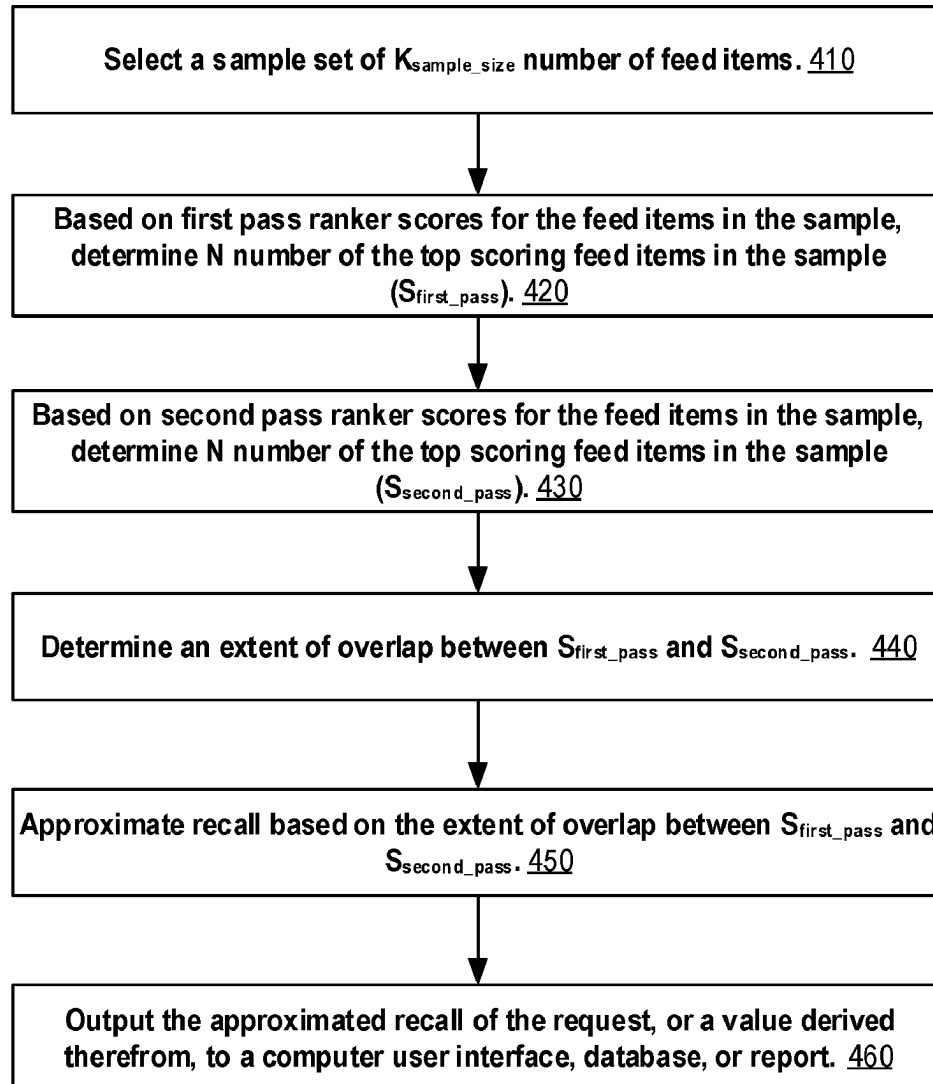 Select a sample set of Ksample_size number of feed items. 410
Based on first pass ranker scores for the feed items in the sample,
determine N number of the top scoring feed items in the sample
(Sfirst_pass). 420
Based on second pass ranker scores for the feed items in the sample,
determine N number of the top scoring feed items in the sample
(Ssecond_pass). 430
Determine an extent of overlap between Sfirst_pass and Ssecond_pass. 440
Approximate recall based on the extent of overlap between Sfirst_pass and
Ssecond_pass. 450
Output the approximated recall of the request, or a value derived
therefrom, to a computer user interface, database, or report. 460